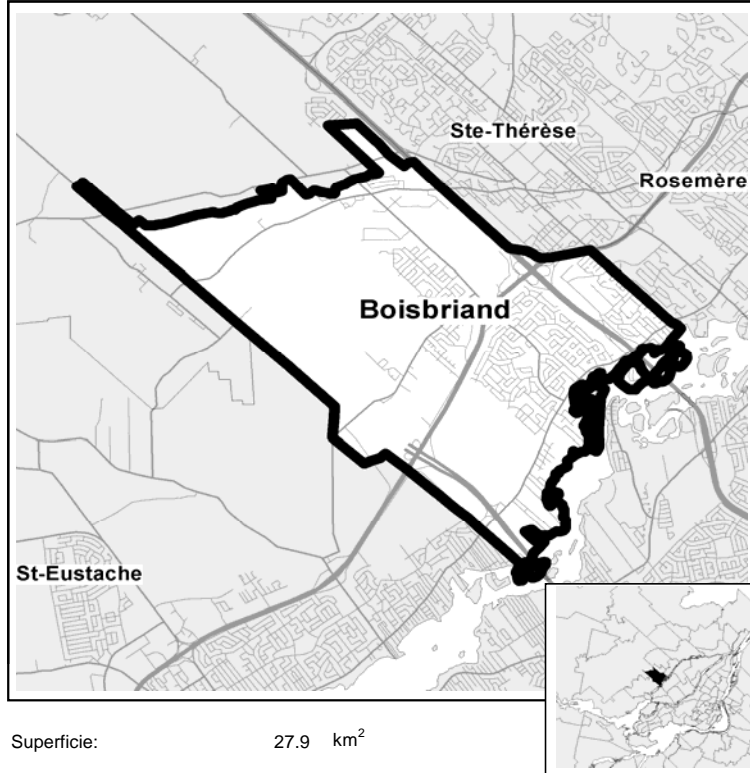 Ste-Thérèse
Rosemère
Boisbriand
St-Eustache
Superficie: 27.9 km²